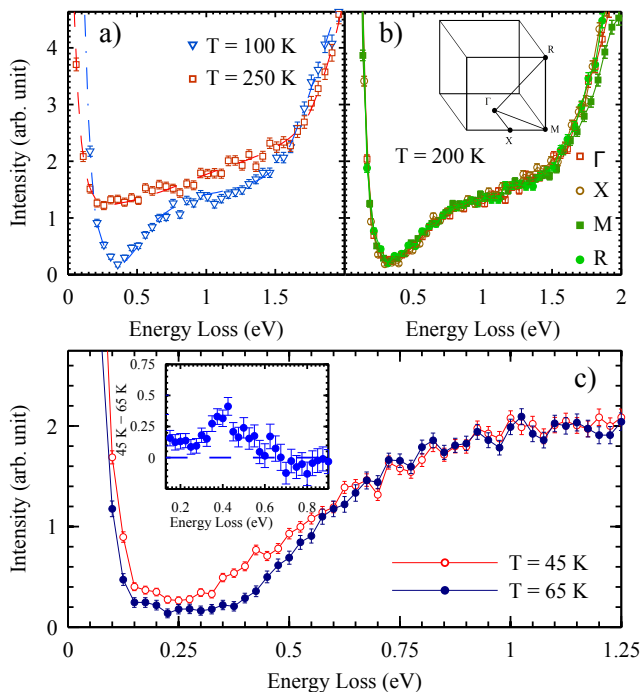 a)
T = 100 K
T = 250 K
Intensity (arb. unit)
4
3
2
1
0
0
0.5
1
1.5
Energy Loss (eV)
b)
R
Γ
M
X
T = 200 K
Γ
X
M
R
0.5
1
1.5
2
Energy Loss (eV)
c)
Intensity (arb. unit)
2
1
0
45 K − 65 K
0.75
0.5
0.25
0
0.2
0.4
0.6
0.8
Energy Loss (eV)
T = 45 K
T = 65 K
0
0.25
0.5
0.75
1
1.25
Energy Loss (eV)